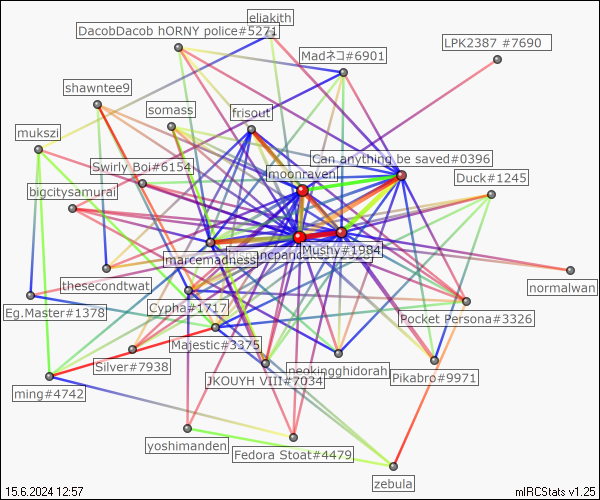 eliakith
DacobDacob hORNY police#5271
LPK2387 #7690
Madネコ#6901
shawntee9
somass
frisout
mukszi
Can anything be saved#0396
Swirly Boi#6154
moonraven
Duck#1245
bigcitysamurai
Mushy#1984
marcemadness
thesecondtwat
normalwan
Cypha#1717
Eg.Master#1378
Pocket Persona#3326
Majestic#3375
Silver#7938
neokingghidorah
JKOUYH VIII#7034
Pikabro#9971
ming#4742
yoshimanden
Fedora Stoat#4479
zebula
15.6.2024 12:57
mIRCStats v1.25